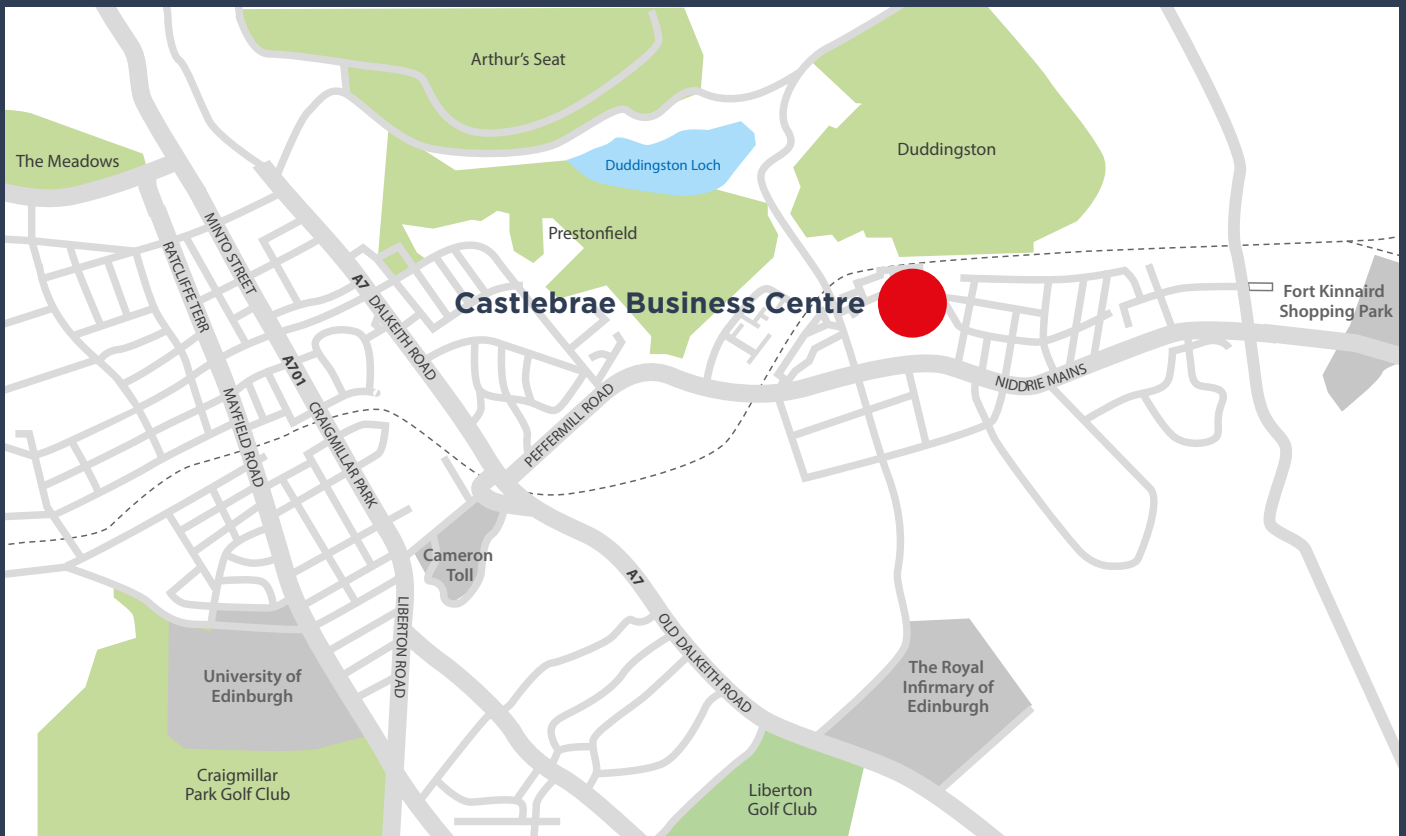 Arthur's Seat
The Meadows
Duddingston Loch
Duddingston
Prestonfield
MINTO STREET
RATCLIFFE TERR
A7
DALKEITH ROAD
Castlebrae Business Centre
Fort Kinnaird
Shopping Park
A701
NIDDRIE MAINS
MAYFIELD ROAD
CRAIGMILLAR PARK
PEFFERMILL ROAD
Cameron
Toll
A7
LIBERTON ROAD
OLD DALKEITH ROAD
University of
Edinburgh
The Royal
Infirmary of
Edinburgh
Craigmillar
Park Golf Club
Liberton
Golf Club